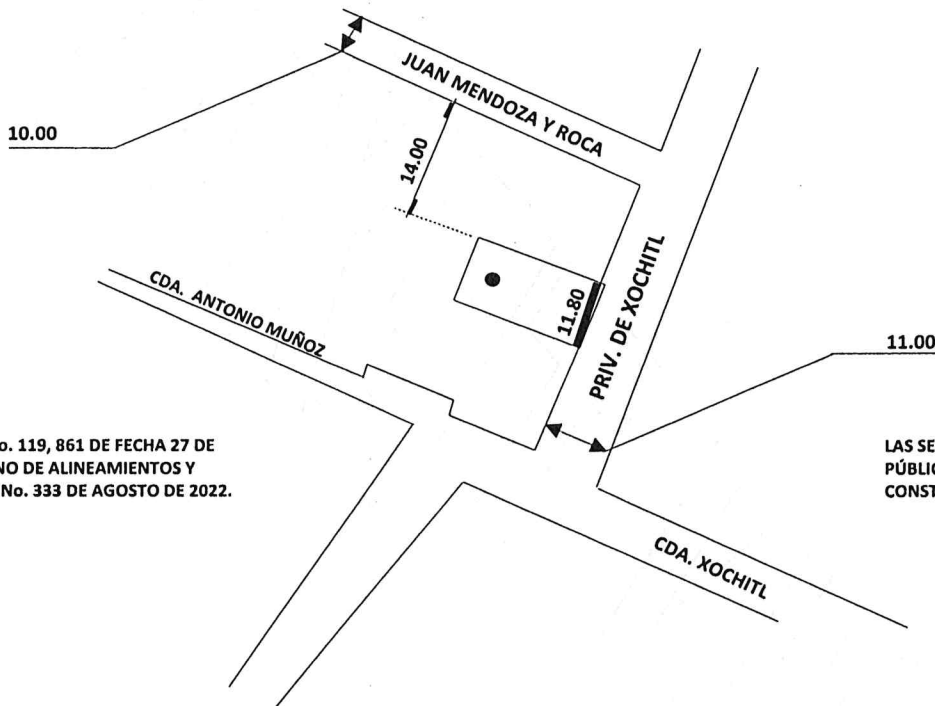 JUAN MENDOZA Y ROCA
10.00
14.00
CDA. ANTONIO MUÑOZ
11.80
PRIV. DE XOCHITL
11.00
o. 119, 861 DE FECHA 27 DE
NO DE ALINEAMIENTOS Y
No. 333 DE AGOSTO DE 2022.
LAS SE
PÚBLIC
CONST
CDA. XOCHITL